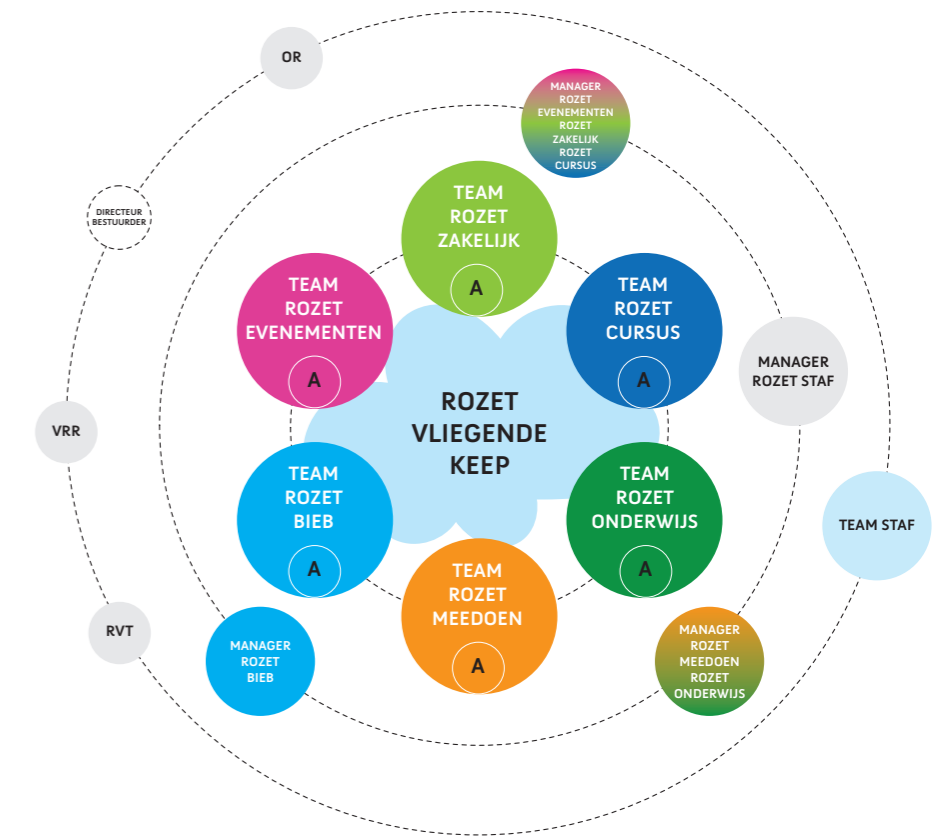 OR
MANAGER
ROZET
EVENEMENTEN
ROZET
ZAKELIJK
ROZET
CURSUS
DIRECTEUR
BESTUURDER
TEAM
ROZET
ZAKELIJK
A
TEAM
ROZET
EVENEMENTEN
A
TEAM
ROZET
CURSUS
A
MANAGER
ROZET STAF
ROZET
VLIEGENDE
KEEP
VRR
TEAM
ROZET
BIEB
A
TEAM
ROZET
ONDERWIJS
A
TEAM STAF
TEAM
ROZET
MEEDOEN
A
RVT
MANAGER
ROZET
BIEB
MANAGER
ROZET
MEEDOEN
ROZET
ONDERWIJS